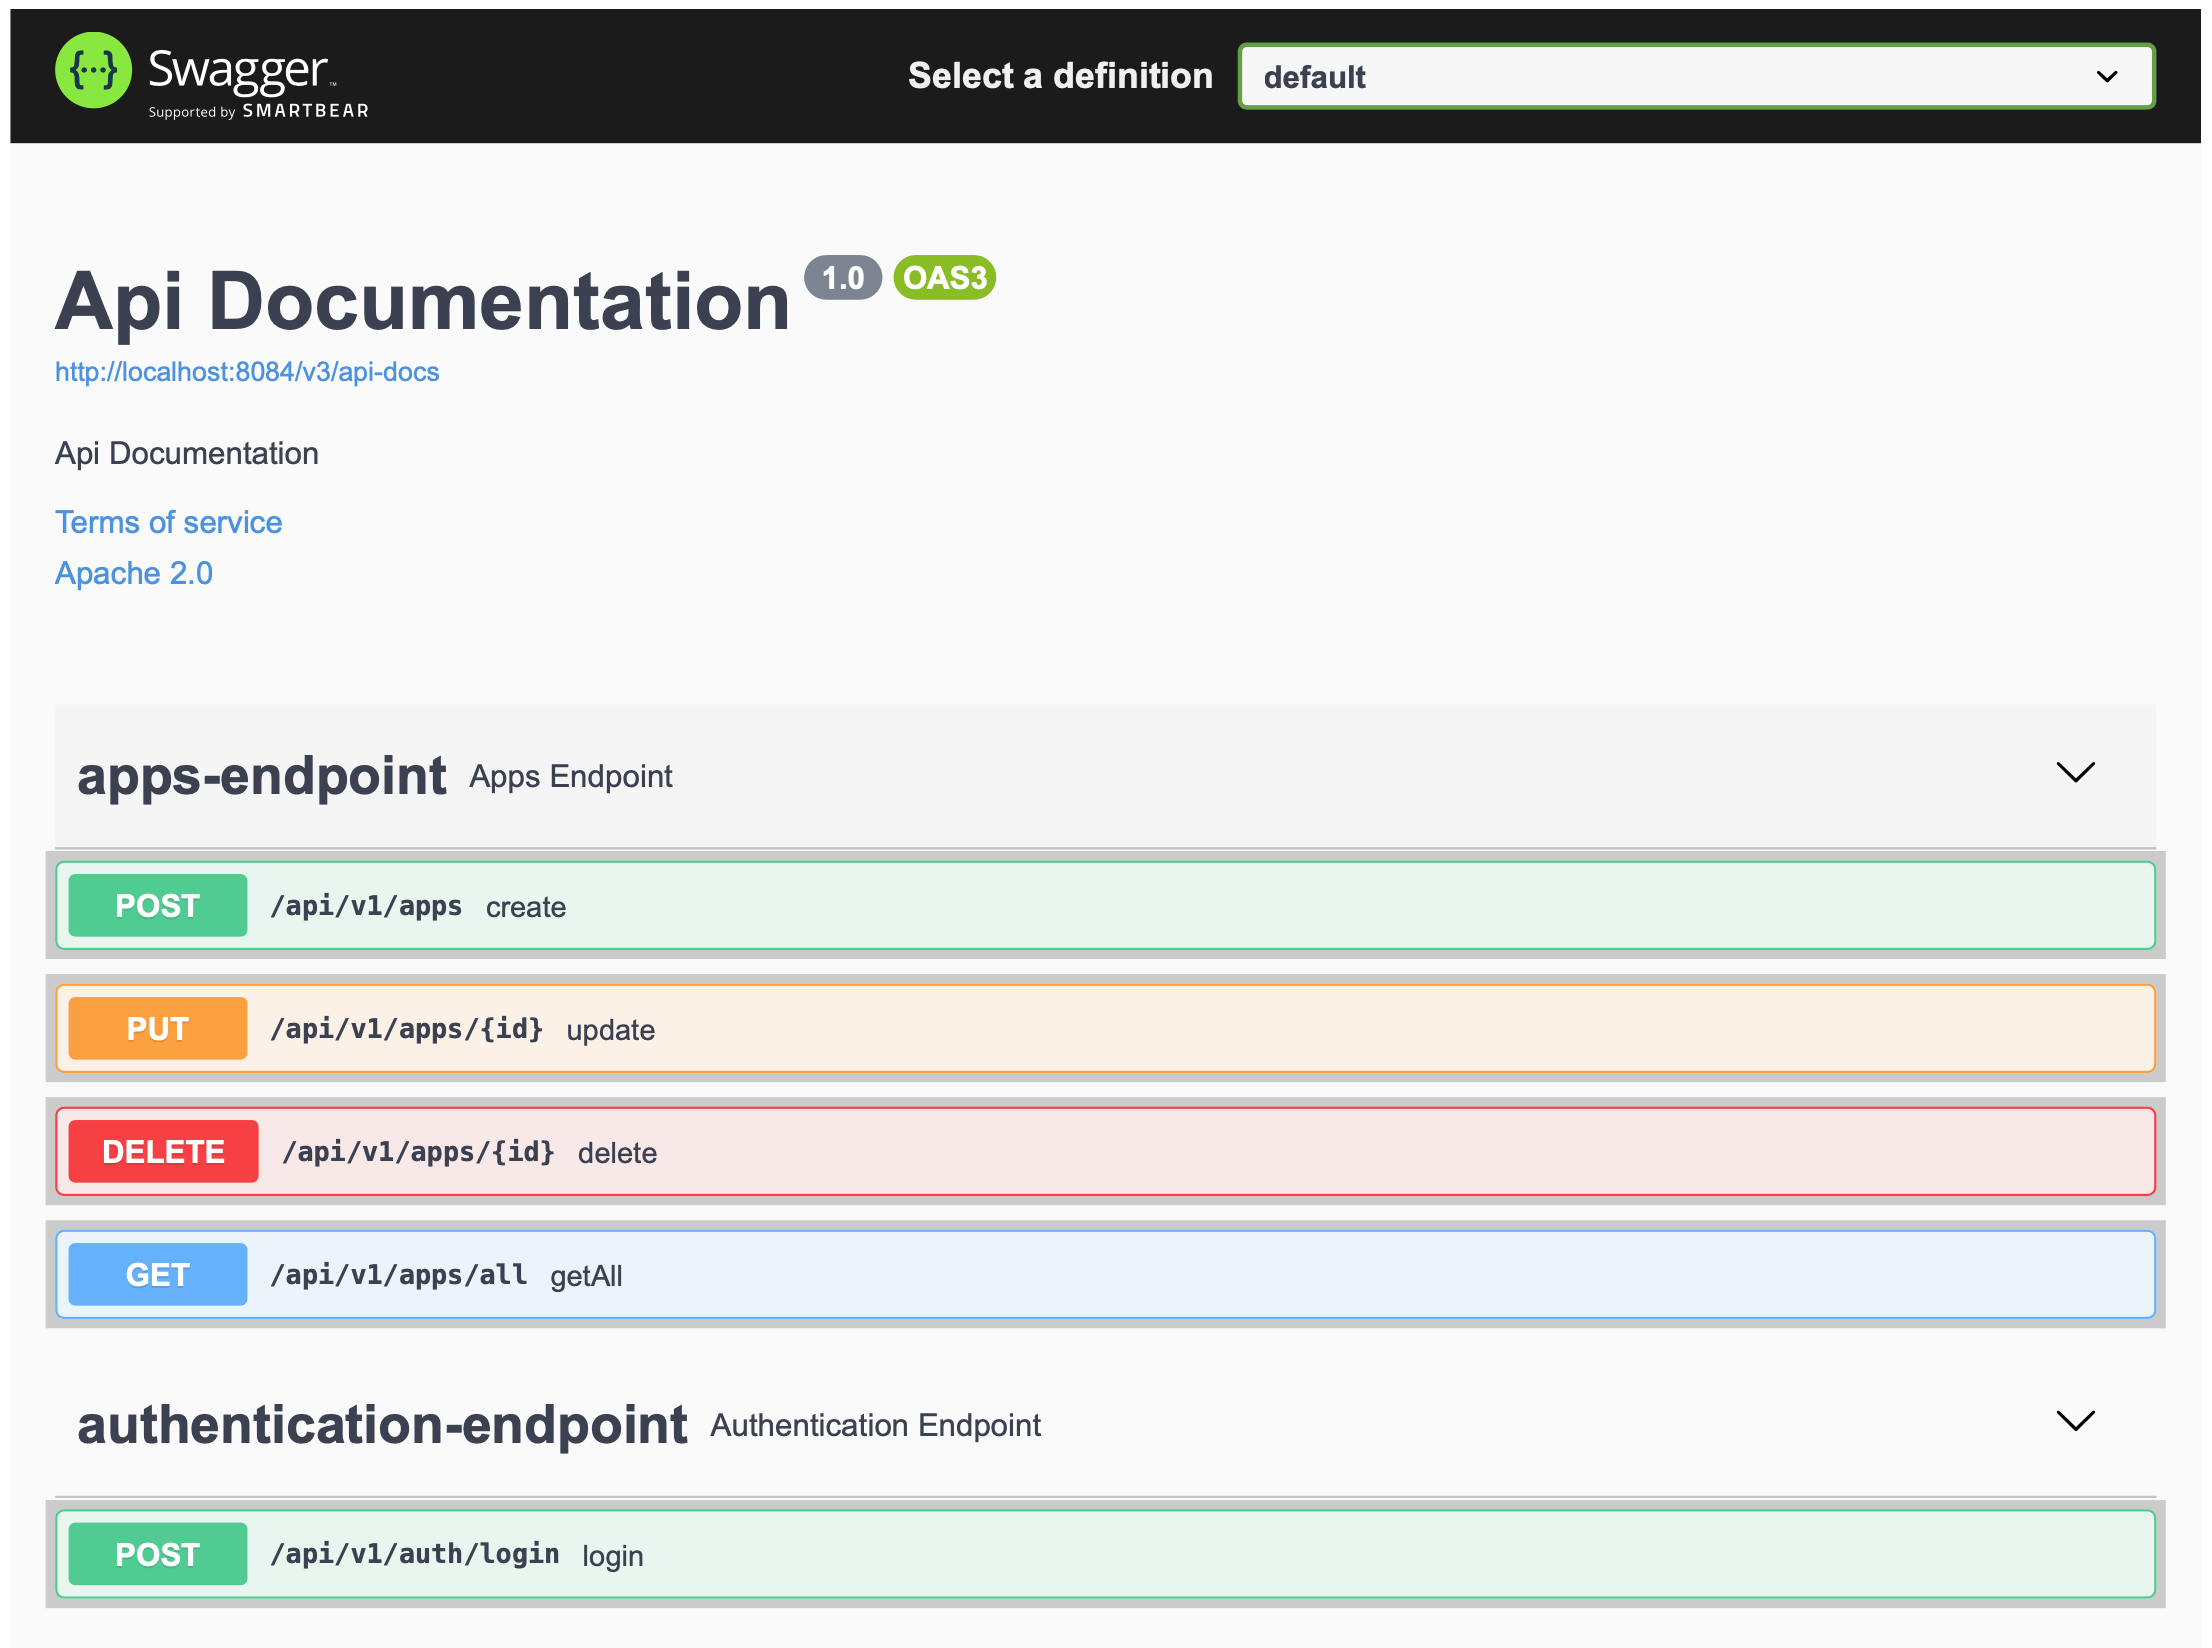 {···} Swagger™
Supported by SMARTBEAR
Select a definition default
Api Documentation 1.0 OAS3
http://localhost:8084/v3/api-docs
Api Documentation
Terms of service
Apache 2.0
apps-endpoint Apps Endpoint
POST /api/v1/apps create
PUT /api/v1/apps/{id} update
DELETE /api/v1/apps/{id} delete
GET /api/v1/apps/all getAll
authentication-endpoint Authentication Endpoint
POST /api/v1/auth/login login